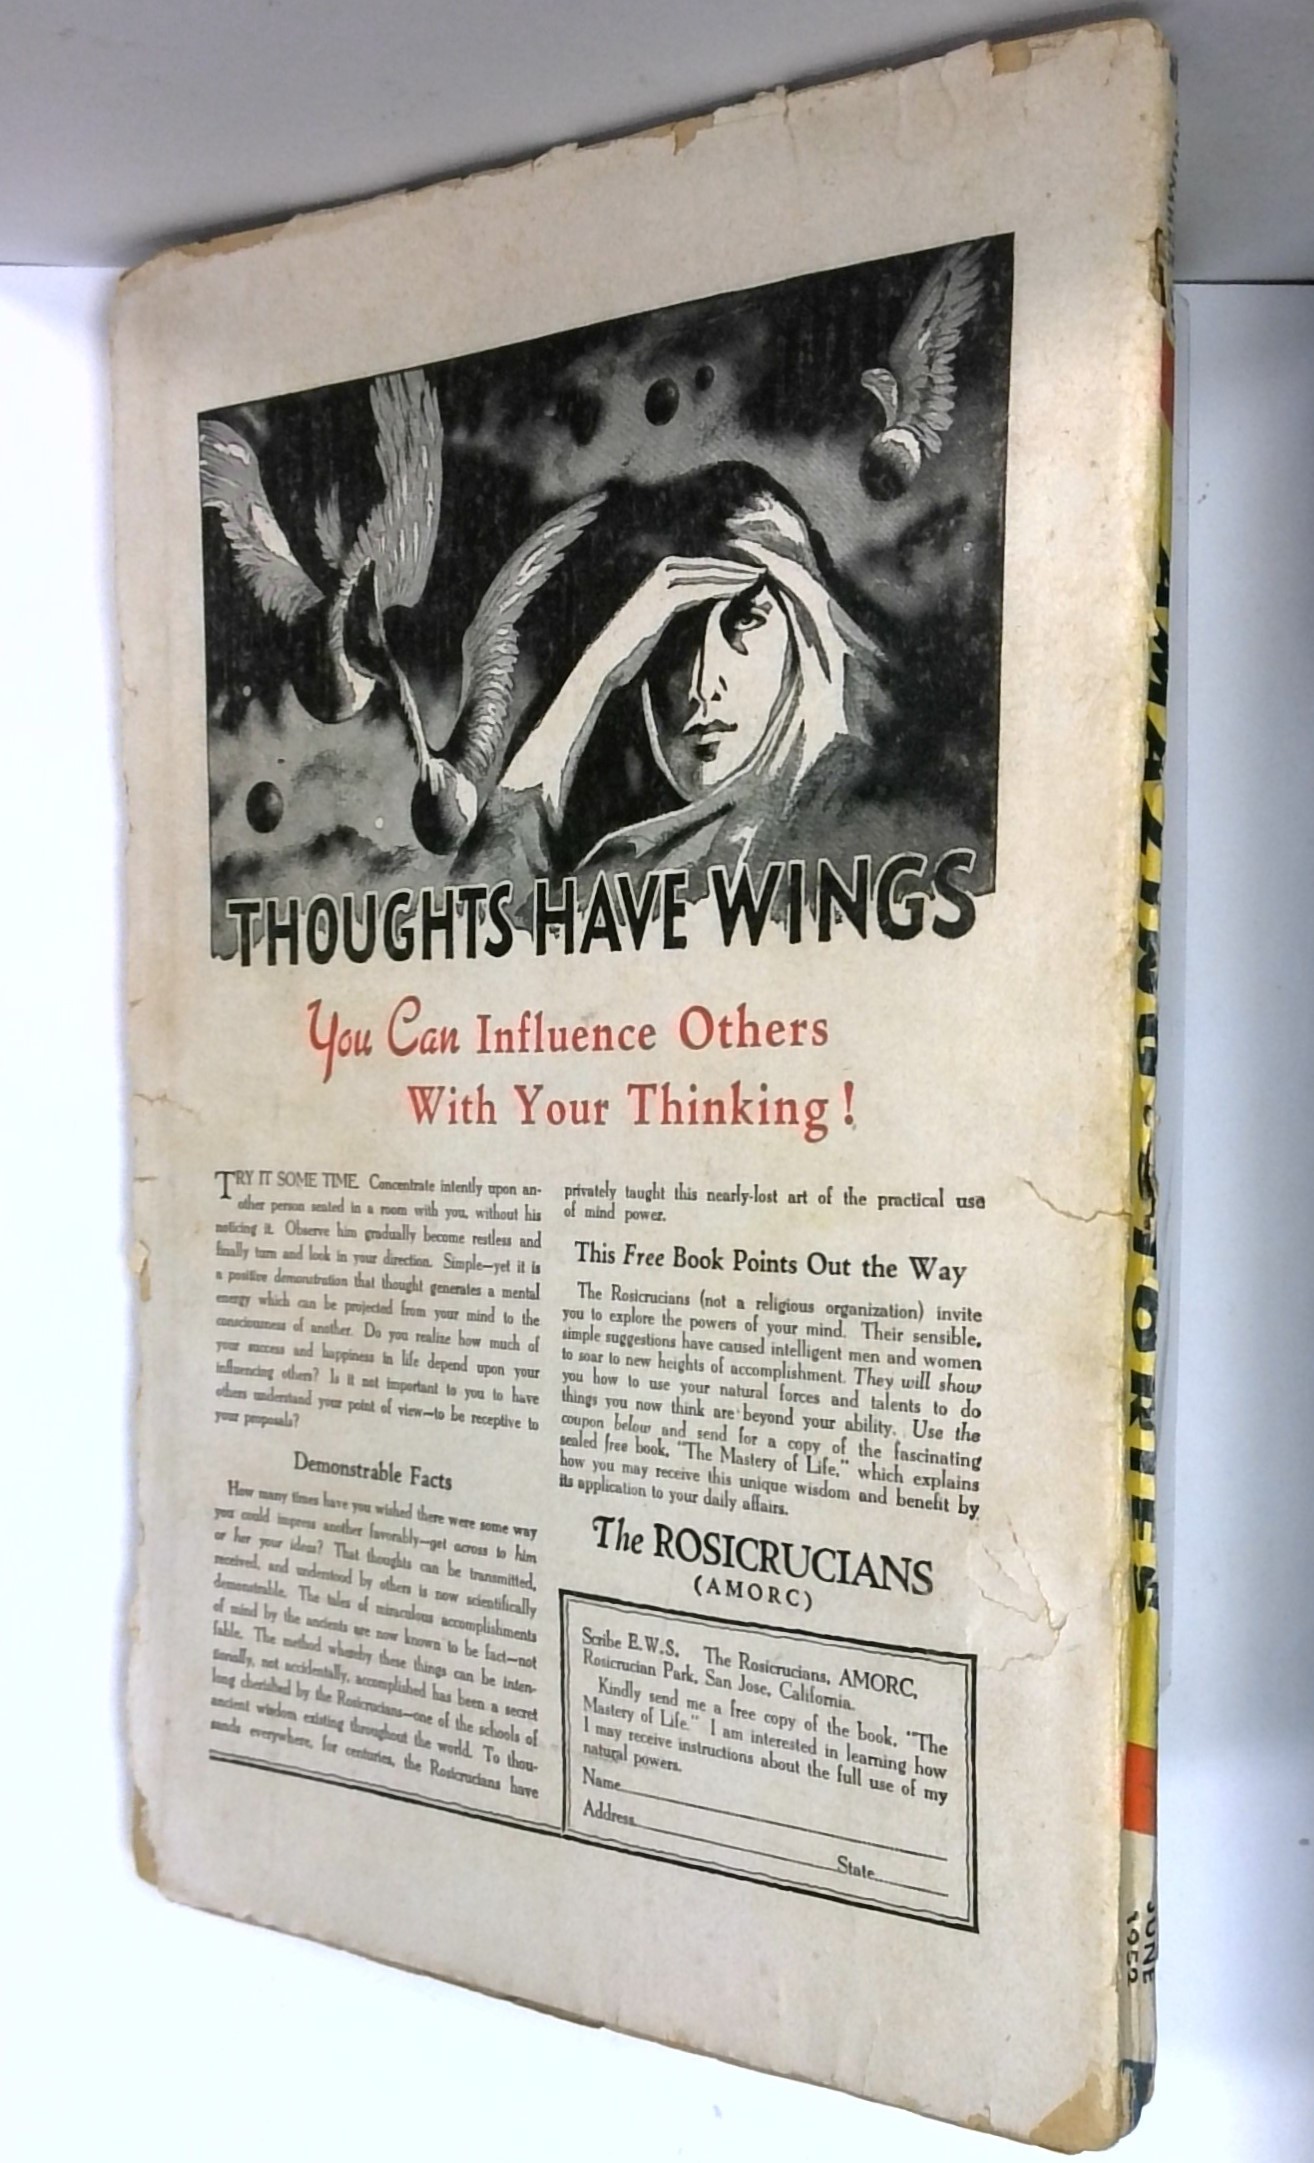 THOUGHTS HAVE WINGS
You Can Influence Others
With Your Thinking!
TRY IT SOME TIME. Concentrate intently upon an-
other person seated in a room with you, without his
noticing it. Observe him gradually become restless and
finally turn and look in your direction. Simple—yet it is
a positive demonstration that thought generates a mental
energy which can be projected from your mind to the
consciousness of another. Do you realize how much of
your success and happiness in life depend upon your
influencing others? Is it not important to you to have
others understand your point of view—to be receptive to
your proposals?
Demonstrable Facts
How many times have you wished there were some way
you could impress another favorably—get across to him
or her your ideas? That thoughts can be transmitted,
received, and understood by others is now scientifically
demonstrable. The tales of miraculous accomplishments
of mind by the ancients are now known to be fact—not
fable. The method whereby these things can be inten-
tionally, not accidentally, accomplished has been a secret
long cherished by the Rosicrucians—one of the schools of
ancient wisdom existing throughout the world. To thou-
sands everywhere, for centuries, the Rosicrucians have
privately taught this nearly-lost art of the practical use
of mind power.
This Free Book Points Out the Way
The Rosicrucians (not a religious organization) invite
you to explore the powers of your mind. Their sensible,
simple suggestions have caused intelligent men and women
to soar to new heights of accomplishment. They will show
you how to use your natural forces and talents to do
things you now think are beyond your ability. Use the
coupon below and send for a copy of the fascinating
sealed free book, "The Mastery of Life," which explains
how you may receive this unique wisdom and benefit by
its application to your daily affairs.
The ROSICRUCIANS
(AMORC)
Scribe E.W.S. The Rosicrucians, AMORC,
Rosicrucian Park, San Jose, California.
Kindly send me a free copy of the book, "The
Mastery of Life." I am interested in learning how
I may receive instructions about the full use of my
natural powers.
Name
Address
State
AMAZING STORIES
JUNE
1952